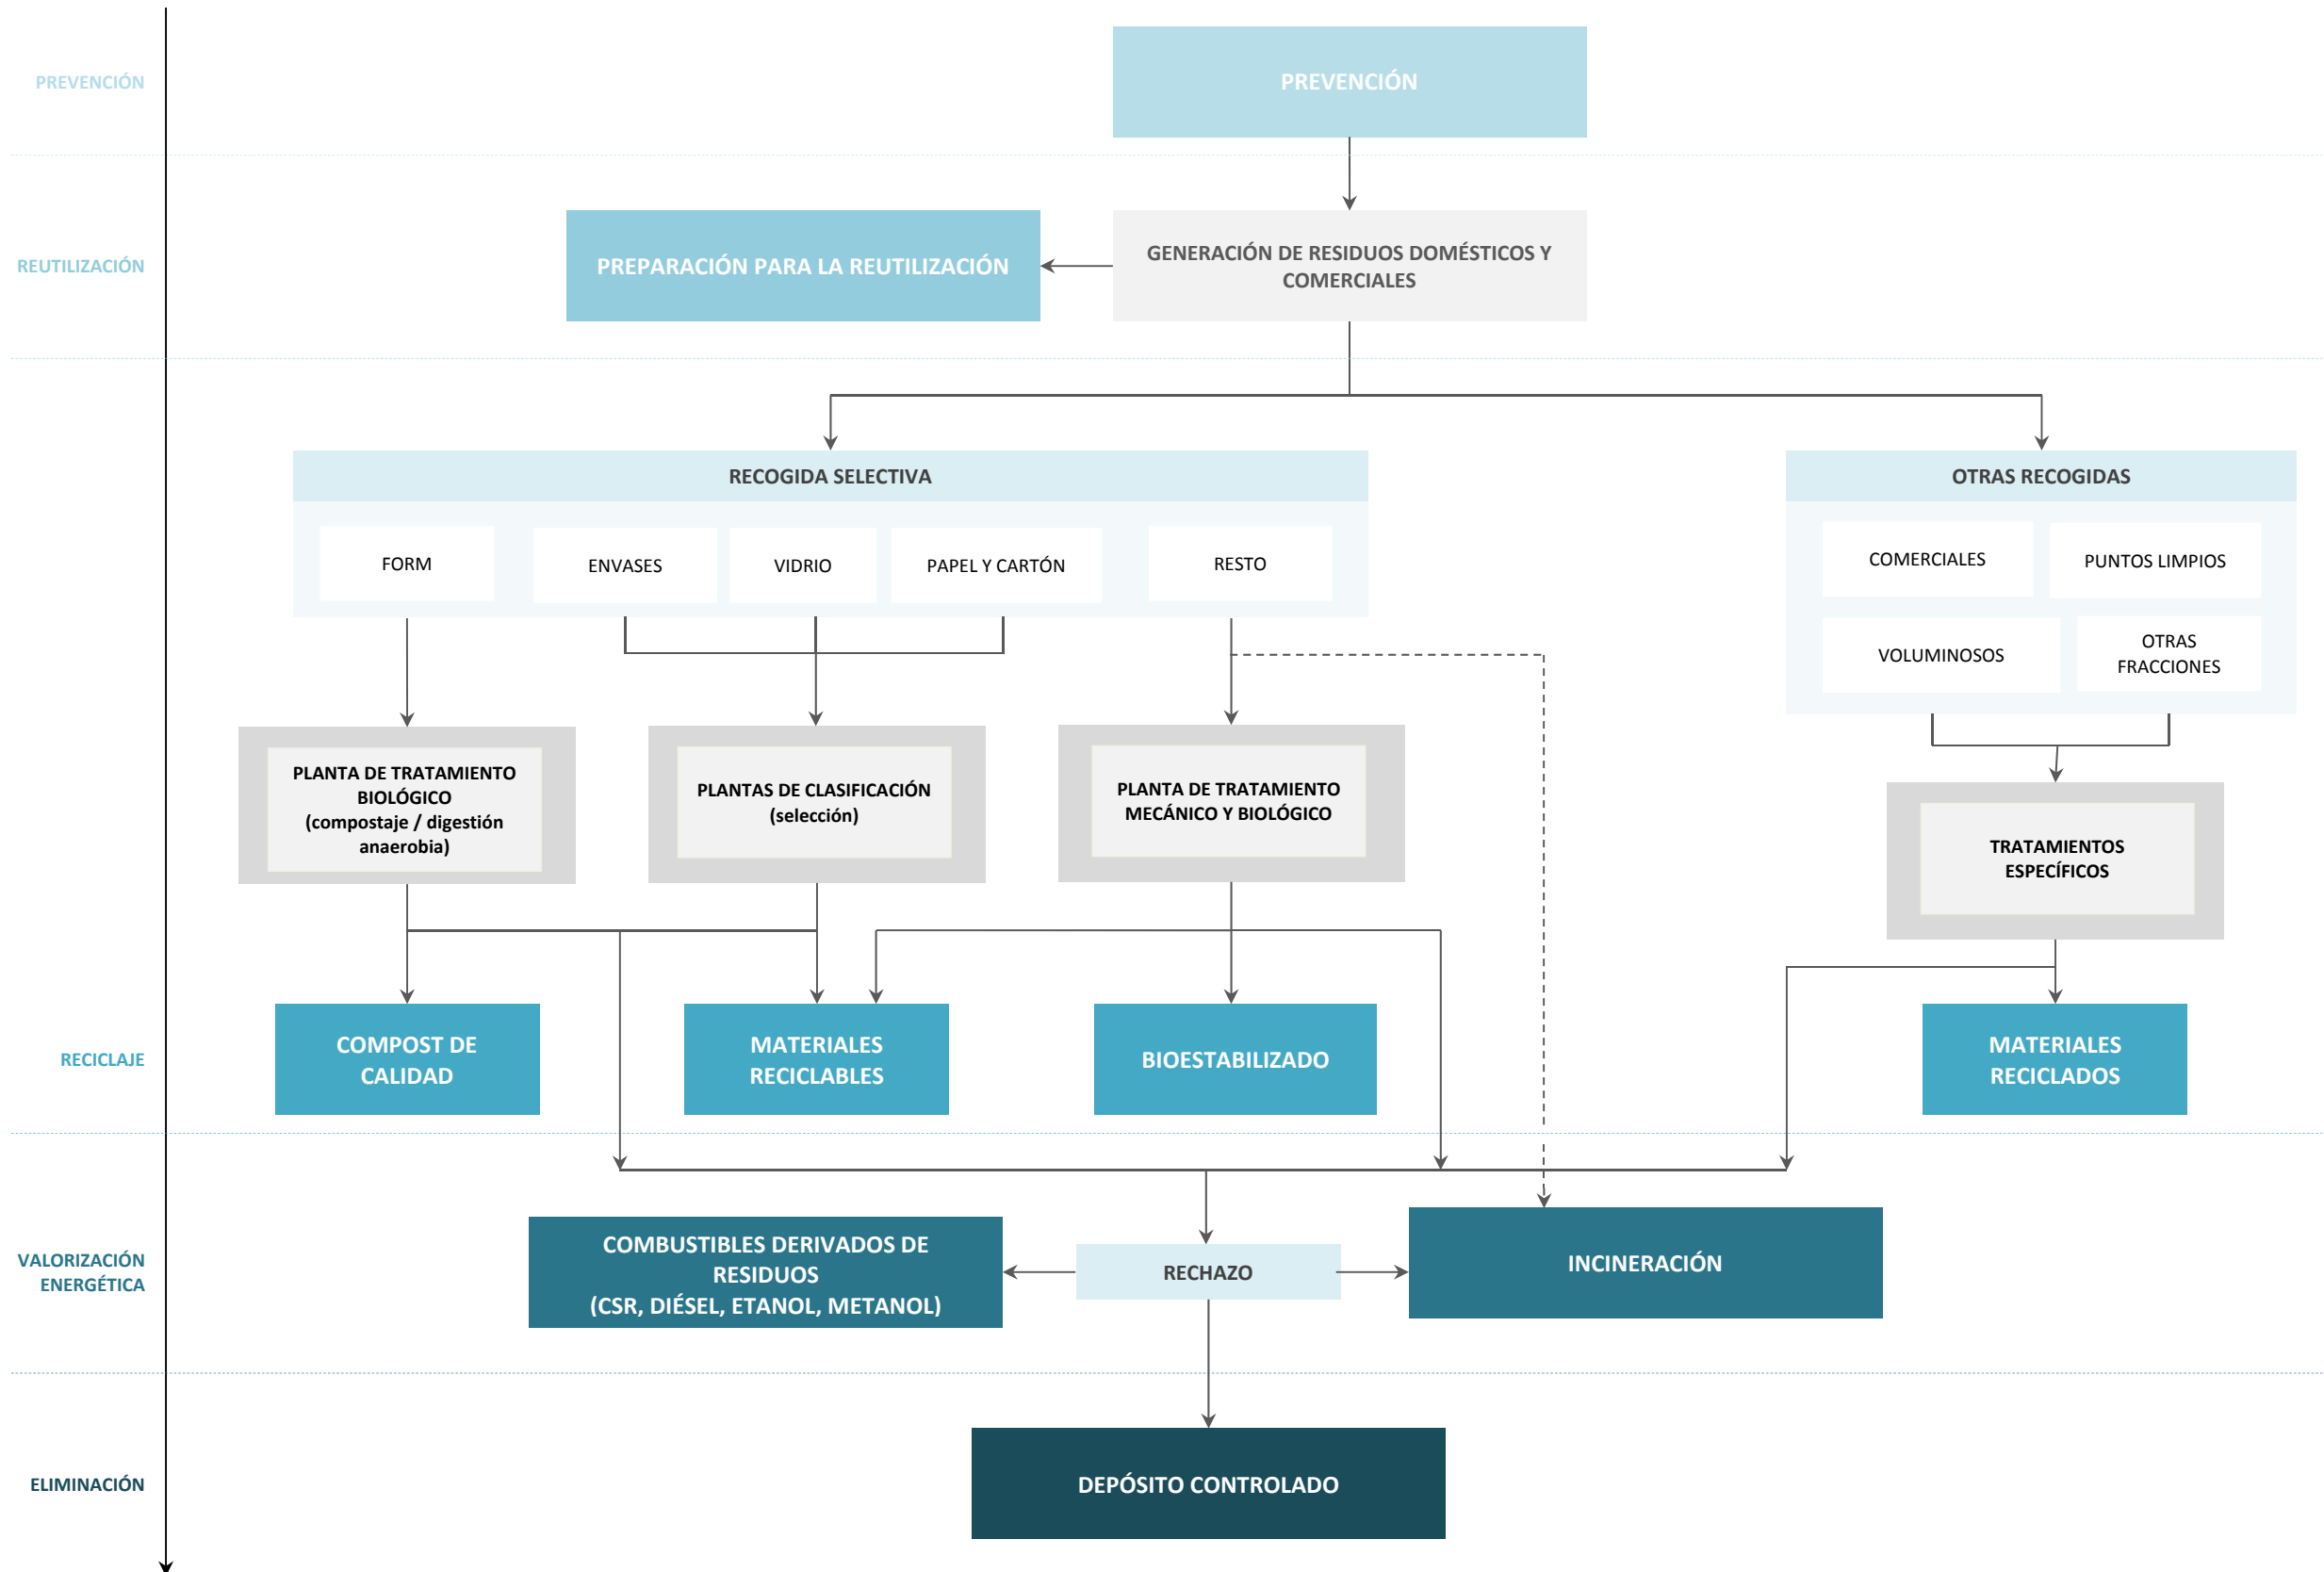 PREVENCIÓN
PREVENCIÓN
REUTILIZACIÓN
PREPARACIÓN PARA LA REUTILIZACIÓN
GENERACIÓN DE RESIDUOS DOMÉSTICOS Y
COMERCIALES
RECOGIDA SELECTIVA
FORM
ENVASES
VIDRIO
PAPEL Y CARTÓN
RESTO
OTRAS RECOGIDAS
COMERCIALES
PUNTOS LIMPIOS
VOLUMINOSOS
OTRAS
FRACCIONES
PLANTA DE TRATAMIENTO
BIOLÓGICO
(compostaje / digestión
anaerobia)
PLANTAS DE CLASIFICACIÓN
(selección)
PLANTA DE TRATAMIENTO
MECÁNICO Y BIOLÓGICO
TRATAMIENTOS
ESPECÍFICOS
RECICLAJE
COMPOST DE
CALIDAD
MATERIALES
RECICLABLES
BIOESTABILIZADO
MATERIALES
RECICLADOS
VALORIZACIÓN
ENERGÉTICA
COMBUSTIBLES DERIVADOS DE
RESIDUOS
(CSR, DIÉSEL, ETANOL, METANOL)
RECHAZO
INCINERACIÓN
ELIMINACIÓN
DEPÓSITO CONTROLADO